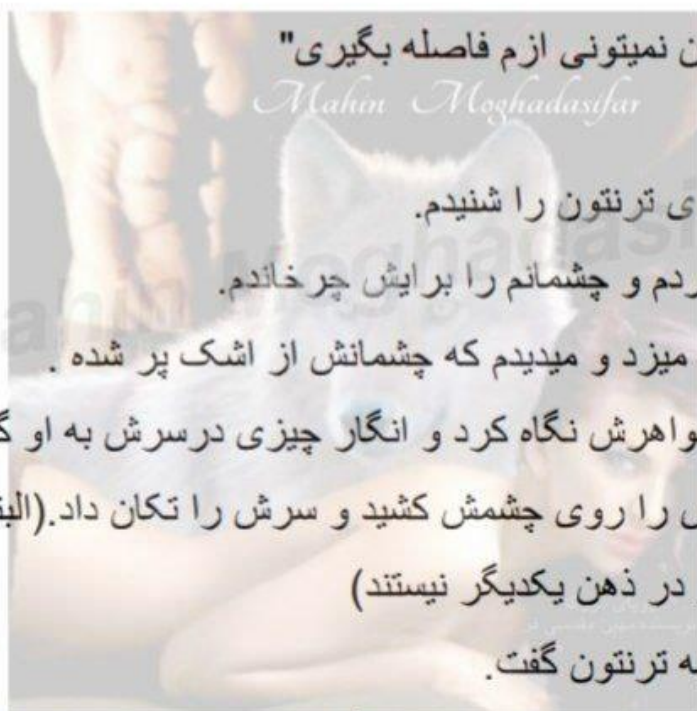 ن نمیتونی ازم فاصله بگیری"
Mahin Moghadasifar
ی ترنتون را شنیدم.
ردم و چشمانم را برایش چرخاندم.
میزد و میدیدم که چشمانش از اشک پر شده .
واهرش نگاه کرد و انگار چیزی درسرش به او گ
ی را روی چشمش کشید و سرش را تکان داد.(البت
در ذهن یکدیگر نیستند)
ه ترنتون گفت.